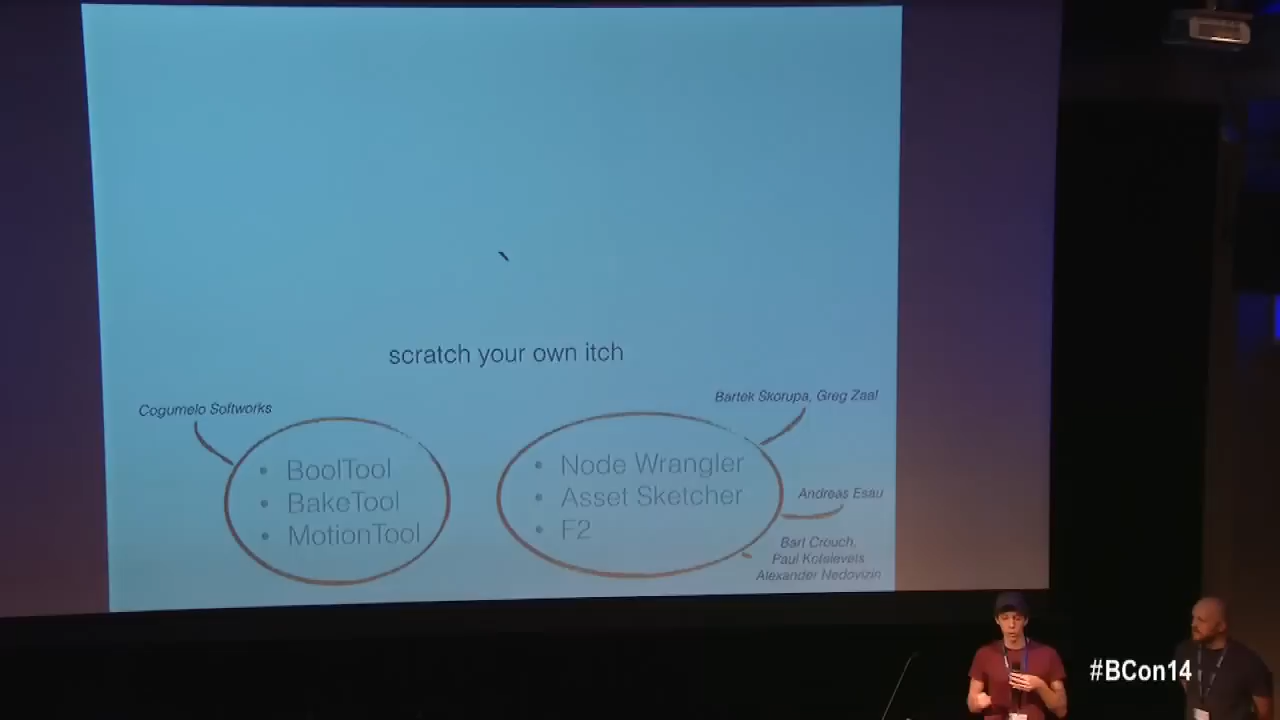 scratch your own itch
Cogumelo Softworks
• BoolTool
• BakeTool
• MotionTool
Bartek Skorupa, Greg Zaal
• Node Wrangler
• Asset Sketcher
• F2
Andreas Esau
Bart Crouch,
Paul Kotelevets
Alexander Nedovizin
#BCon14